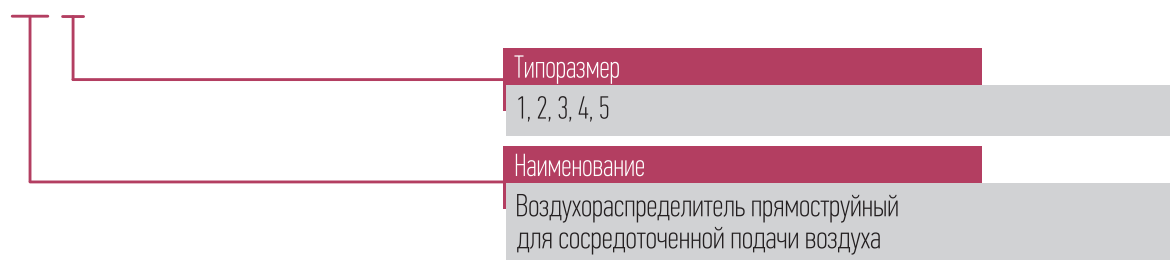 Типоразмер
1, 2, 3, 4, 5
Наименование
Воздухораспределитель прямоструйный
для сосредоточенной подачи воздуха